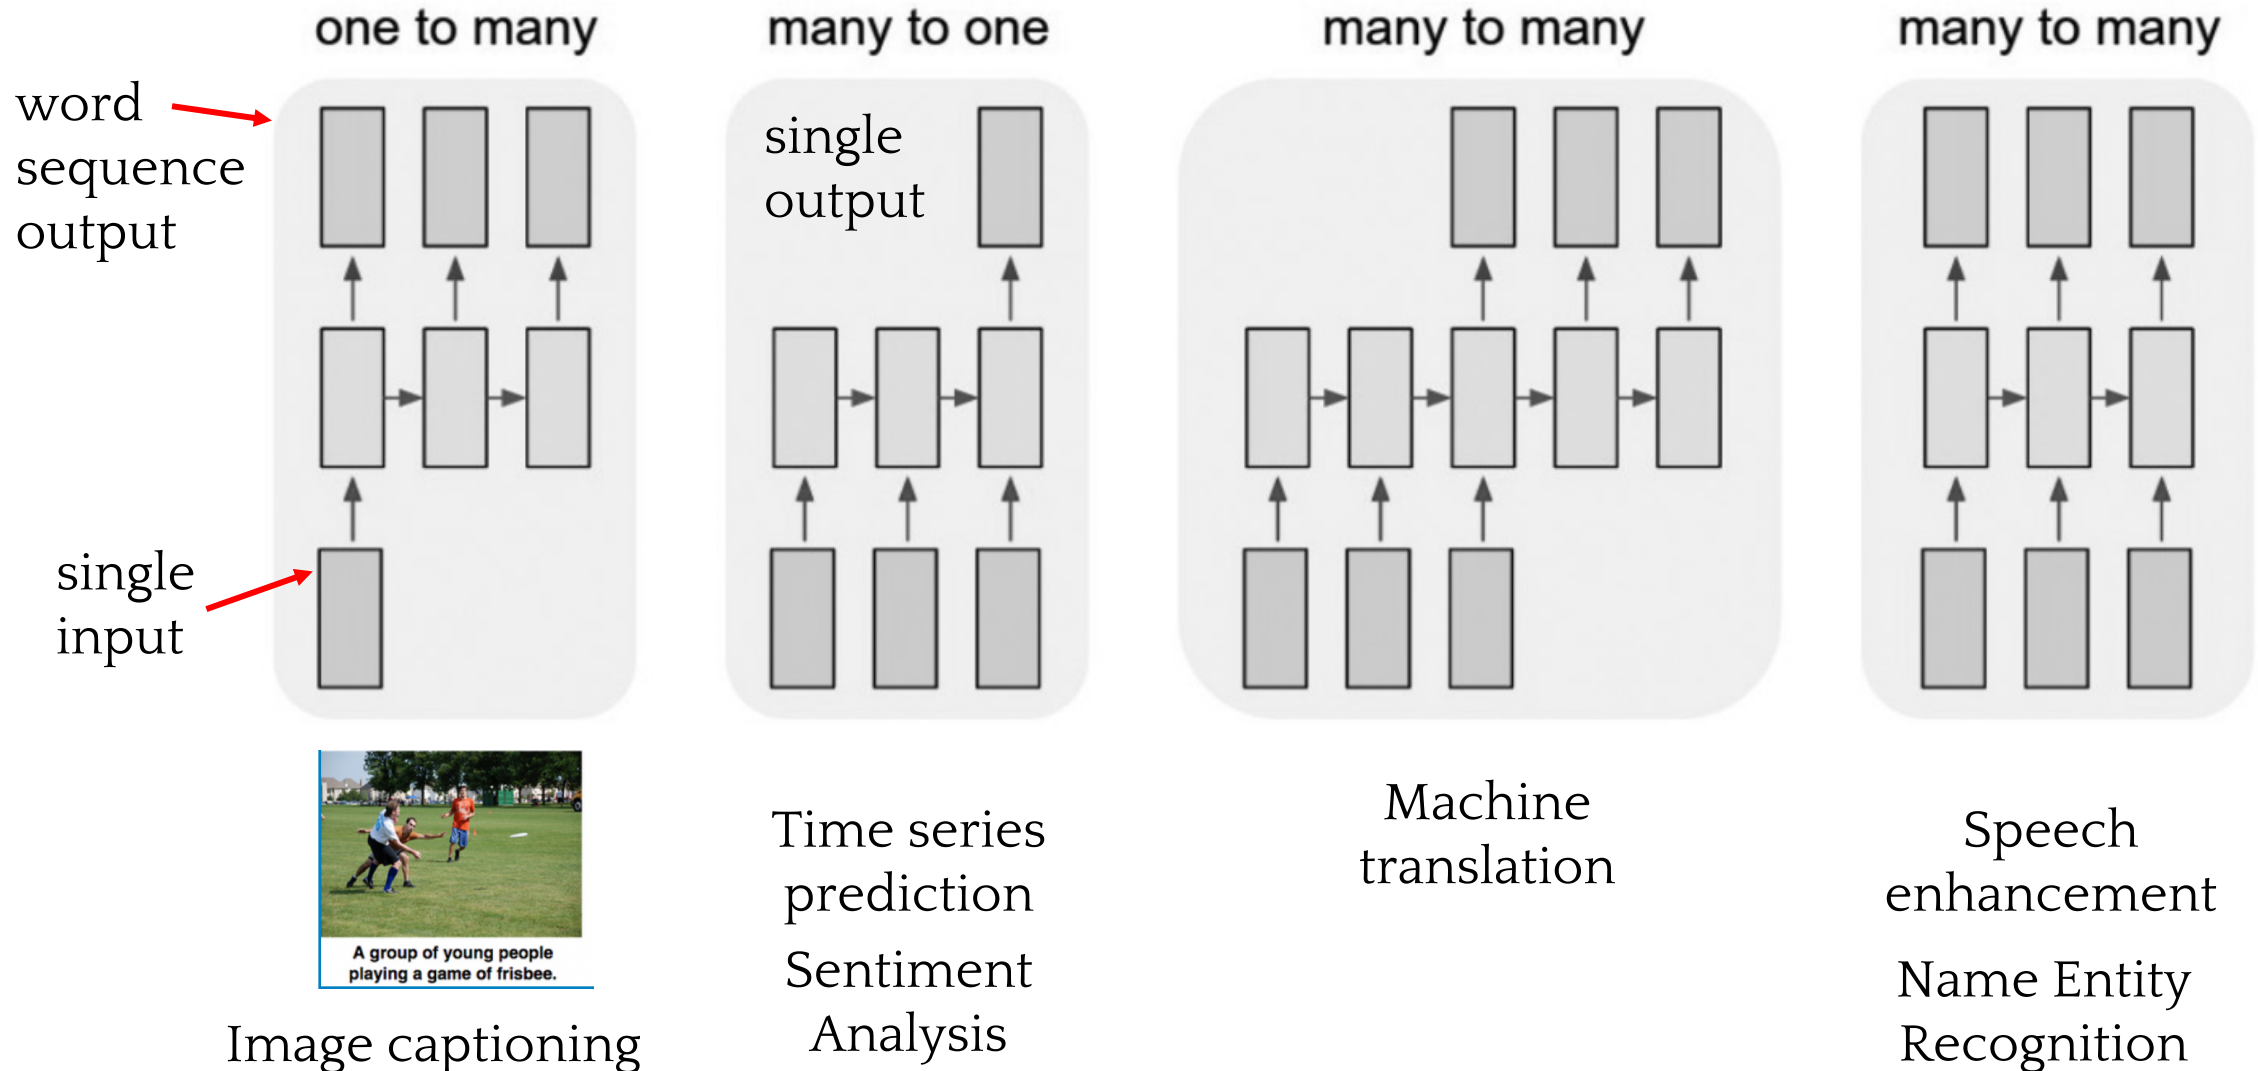 one to many
many to one
many to many
many to many
word
sequence
output
single
input
single
output
A group of young people
playing a game of frisbee.
Image captioning
Time series
prediction
Sentiment
Analysis
Machine
translation
Speech
enhancement
Name Entity
Recognition